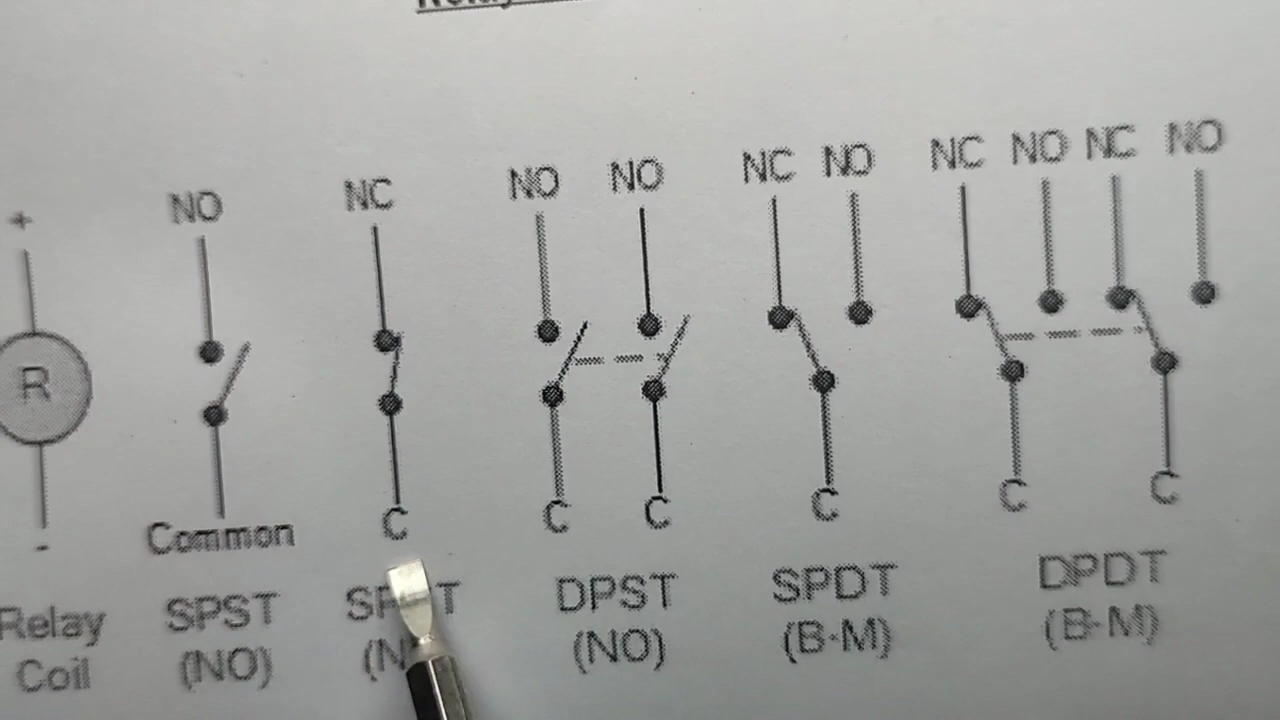 Relay
NO NC NO NO NC NO NC NO NC NO
+
R
-
Common C C C C C C
Relay Coil
SPST (NO)
DPST (NO)
SPDT (B-M)
DPDT (B-M)